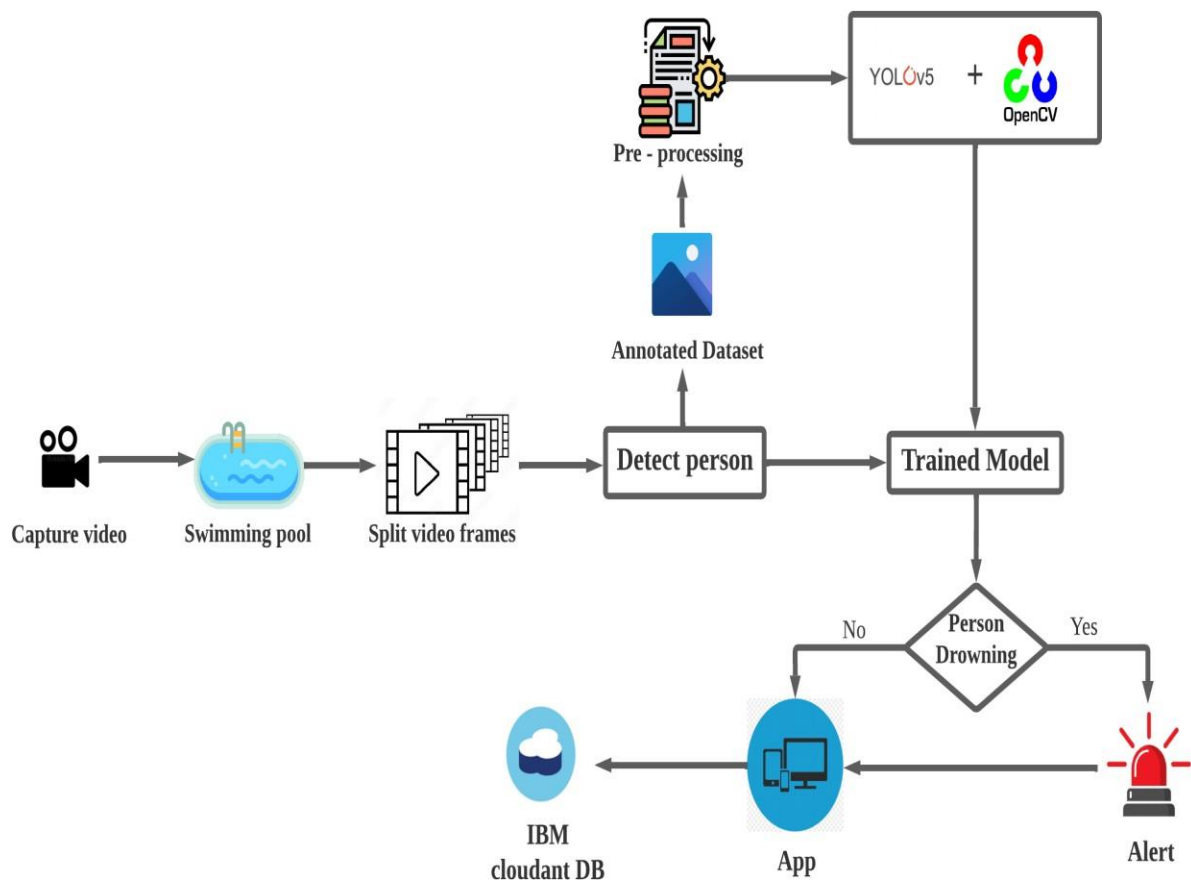 YOLOv5
+
OpenCV
Pre - processing
Annotated Dataset
Detect person
Trained Model
Capture video
Swimming pool
Split video frames
No
Person
Drowning
Yes
IBM
cloudant DB
App
Alert